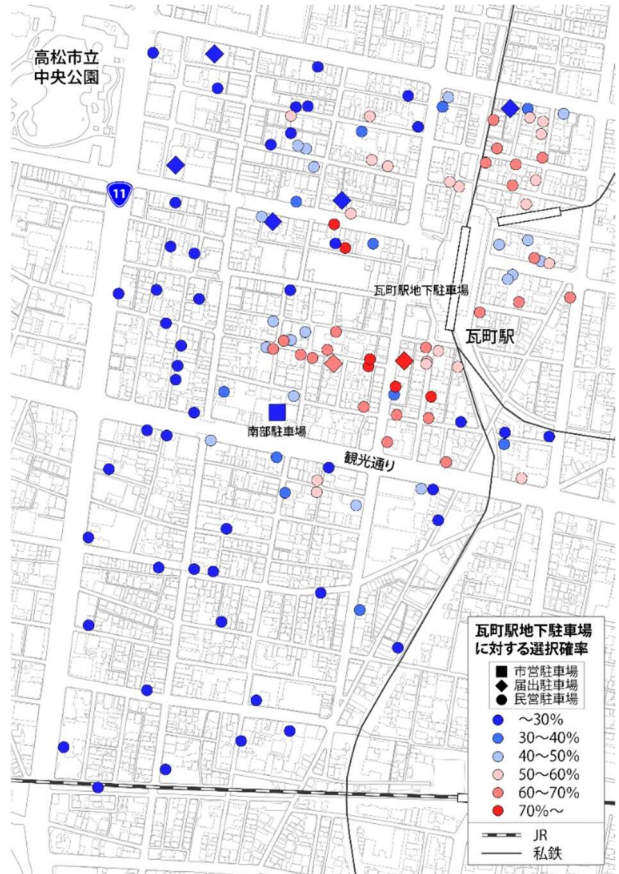 高松市立
中央公園
11
瓦町駅地下駐車場
瓦町駅
南部駐車場
観光通り
瓦町駅地下駐車場
に対する選択確率
市営駐車場
届出駐車場
民営駐車場
～30%
30～40%
40～50%
50～60%
60～70%
70%～
JR
私鉄